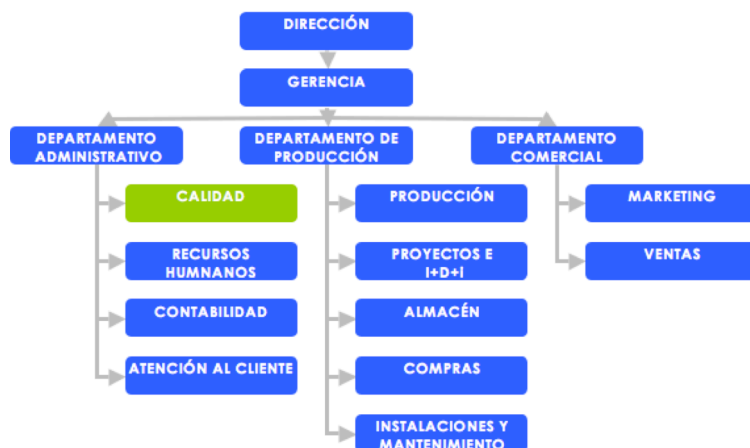 DIRECCIÓN
GERENCIA
DEPARTAMENTO
ADMINISTRATIVO
DEPARTAMENTO DE
PRODUCCIÓN
DEPARTAMENTO
COMERCIAL
CALIDAD
PRODUCCIÓN
MARKETING
RECURSOS
HUMNANOS
PROYECTOS E
I+D+I
VENTAS
CONTABILIDAD
ALMACÉN
ATENCIÓN AL CLIENTE
COMPRAS
INSTALACIONES Y
MANTENIMIENTO